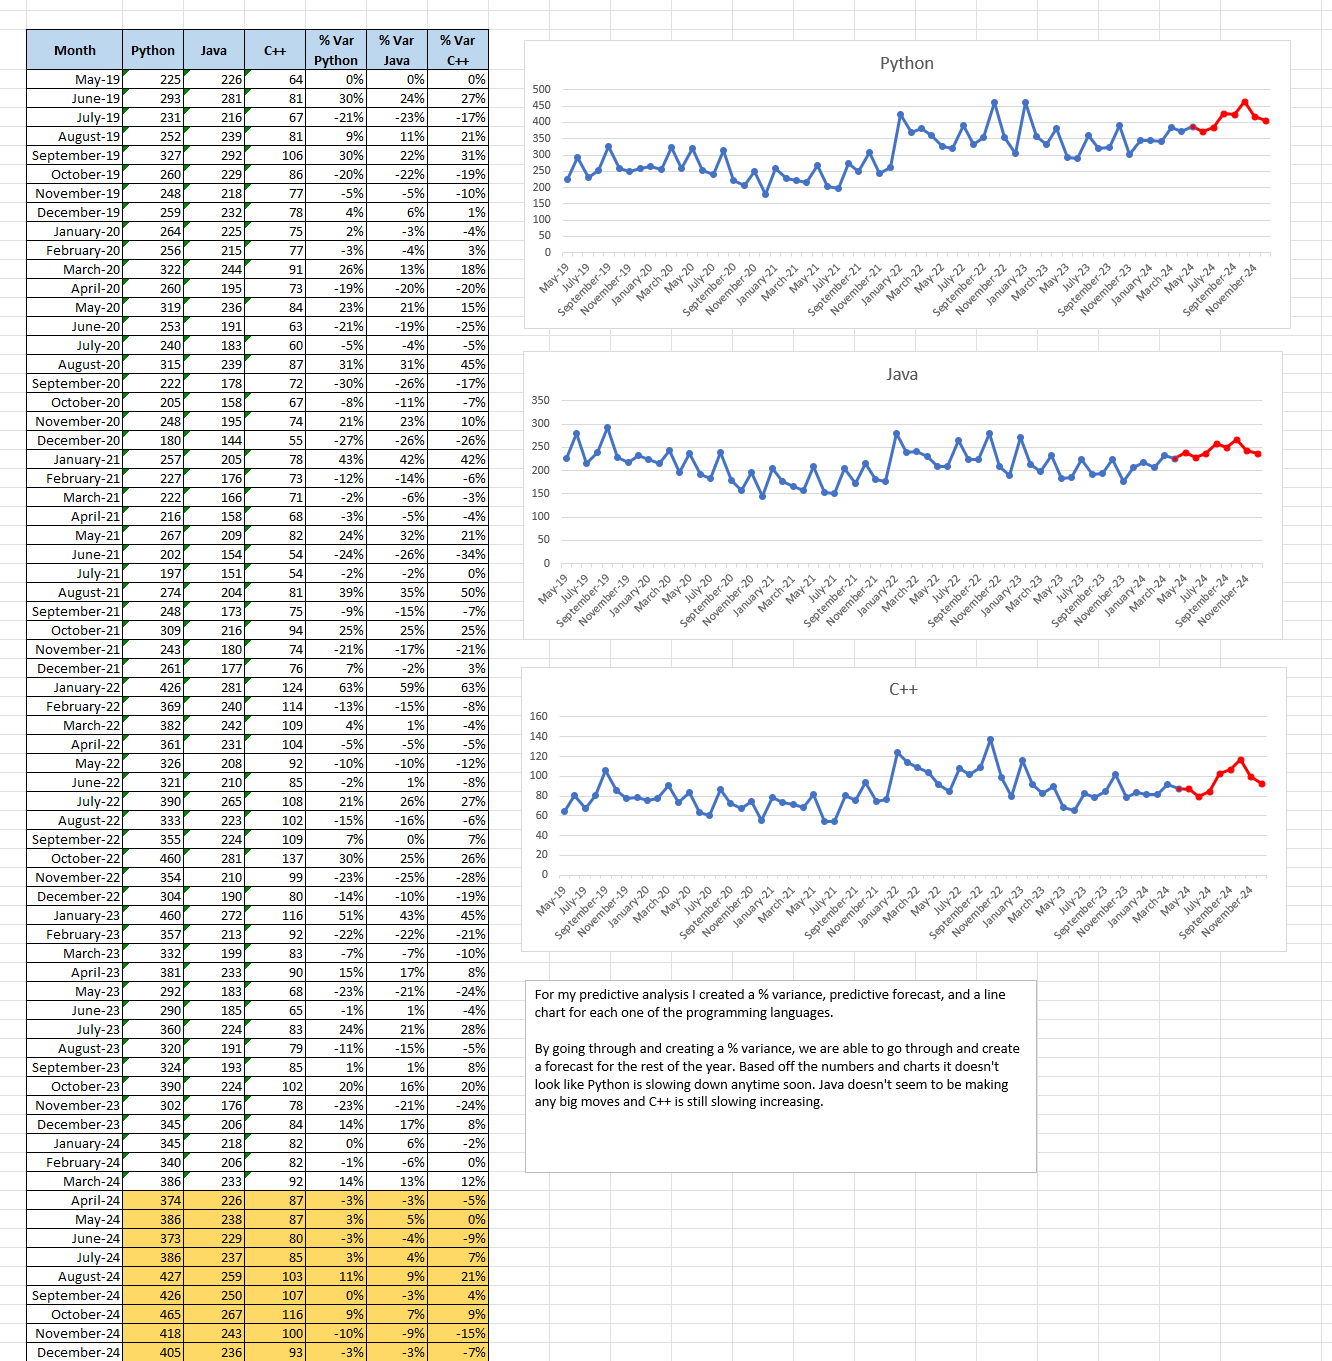 Month Python Java C++ % Var Python % Var Java % Var C++
May-19 225 226 64 0% 0% 0%
June-19 293 281 81 30% 24% 27%
July-19 231 216 67 -21% -23% -17%
August-19 252 239 81 9% 11% 21%
September-19 327 292 106 30% 22% 31%
October-19 260 229 86 -20% -22% -19%
November-19 248 218 77 -5% -5% -10%
December-19 259 232 78 4% 6% 1%
January-20 264 225 75 2% -3% -4%
February-20 256 215 77 -3% -4% 3%
March-20 322 244 91 26% 13% 18%
April-20 260 195 73 -19% -20% -20%
May-20 319 236 84 23% 21% 15%
June-20 253 191 63 -21% -19% -25%
July-20 240 183 60 -5% -4% -5%
August-20 315 239 87 31% 31% 45%
September-20 222 178 72 -30% -26% -17%
October-20 205 158 67 -8% -11% -7%
November-20 248 195 74 21% 23% 10%
December-20 180 144 55 -27% -26% -26%
January-21 257 205 78 43% 42% 42%
February-21 227 176 73 -12% -14% -6%
March-21 222 166 71 -2% -6% -3%
April-21 216 158 68 -3% -5% -4%
May-21 267 209 82 24% 32% 21%
June-21 202 154 54 -24% -26% -34%
July-21 197 151 54 -2% -2% 0%
August-21 274 204 81 39% 35% 50%
September-21 248 173 75 -9% -15% -7%
October-21 309 216 94 25% 25% 25%
November-21 243 180 74 -21% -17% -21%
December-21 261 177 76 7% -2% 3%
January-22 426 281 124 63% 59% 63%
February-22 369 240 114 -13% -15% -8%
March-22 382 242 109 4% 1% -4%
April-22 361 231 104 -5% -5% -5%
May-22 326 208 92 -10% -10% -12%
June-22 321 210 85 -2% 1% -8%
July-22 390 265 108 21% 26% 27%
August-22 333 223 102 -15% -16% -6%
September-22 355 224 109 7% 0% 7%
October-22 460 281 137 30% 25% 26%
November-22 354 210 99 -23% -25% -28%
December-22 304 190 80 -14% -10% -19%
January-23 460 272 116 51% 43% 45%
February-23 357 213 92 -22% -22% -21%
March-23 332 199 83 -7% -7% -10%
April-23 381 233 90 15% 17% 8%
May-23 292 183 68 -23% -21% -24%
June-23 290 185 65 -1% 1% -4%
July-23 360 224 83 24% 21% 28%
August-23 320 191 79 -11% -15% -5%
September-23 324 193 85 1% 1% 8%
October-23 390 224 102 20% 16% 20%
November-23 302 176 78 -23% -21% -24%
December-23 345 206 84 14% 17% 8%
January-24 345 218 82 0% 6% -2%
February-24 340 206 82 -1% -6% 0%
March-24 386 233 92 14% 13% 12%
April-24 374 226 87 -3% -3% -5%
May-24 386 238 87 3% 5% 0%
June-24 373 229 80 -3% -4% -9%
July-24 386 237 85 3% 4% 7%
August-24 427 259 103 11% 9% 21%
September-24 426 250 107 0% -3% 4%
October-24 465 267 116 9% 7% 9%
November-24 418 243 100 -10% -9% -15%
December-24 405 236 93 -3% -3% -7%
Python
500
450
400
350
300
250
200
150
100
50
0
May-19 July-19 September-19 November-19 January-20 March-20 May-20 July-20 September-20 November-20 January-21 March-21 May-21 July-21 September-21 November-21 January-22 March-22 May-22 July-22 September-22 November-22 January-23 March-23 May-23 July-23 September-23 November-23 January-24 March-24 May-24 July-24 September-24 November-24
Java
350
300
250
200
150
100
50
0
May-19 July-19 September-19 November-19 January-20 March-20 May-20 July-20 September-20 November-20 January-21 March-21 May-21 July-21 September-21 November-21 January-22 March-22 May-22 July-22 September-22 November-22 January-23 March-23 May-23 July-23 September-23 November-23 January-24 March-24 May-24 July-24 September-24 November-24
C++
160
140
120
100
80
60
40
20
0
May-19 July-19 September-19 November-19 January-20 March-20 May-20 July-20 September-20 November-20 January-21 March-21 May-21 July-21 September-21 November-21 January-22 March-22 May-22 July-22 September-22 November-22 January-23 March-23 May-23 July-23 September-23 November-23 January-24 March-24 May-24 July-24 September-24 November-24
For my predictive analysis I created a % variance, predictive forecast, and a line
chart for each one of the programming languages.
By going through and creating a % variance, we are able to go through and create
a forecast for the rest of the year. Based off the numbers and charts it doesn't
look like Python is slowing down anytime soon. Java doesn't seem to be making
any big moves and C++ is still slowing increasing.